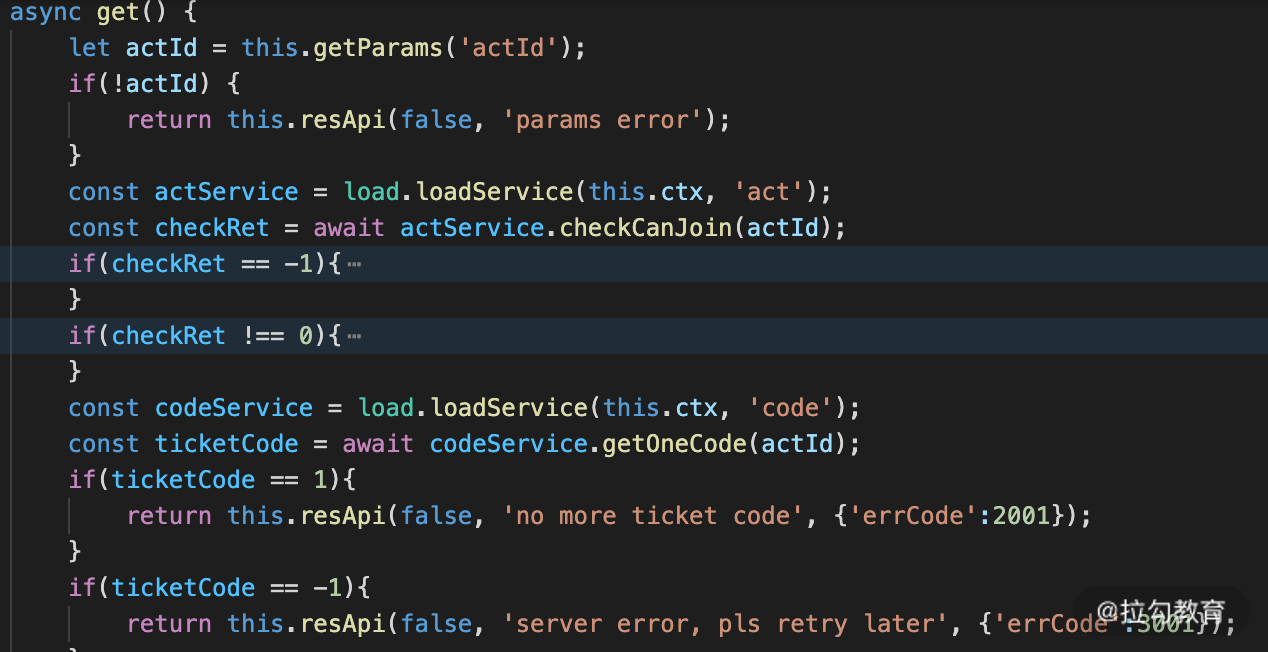 async get() {
    let actId = this.getParams('actId');
    if(!actId) {
        return this.resApi(false, 'params error');
    }
    const actService = load.loadService(this.ctx, 'act');
    const checkRet = await actService.checkCanJoin(actId);
    if(checkRet == -1){⋯
    }
    if(checkRet !== 0){⋯
    }
    const codeService = load.loadService(this.ctx, 'code');
    const ticketCode = await codeService.getOneCode(actId);
    if(ticketCode == 1){
        return this.resApi(false, 'no more ticket code', {'errCode':2001});
    }
    if(ticketCode == -1){
        return this.resApi(false, 'server error, pls retry later', {'errCode':3001});
    }
@拉勾教育